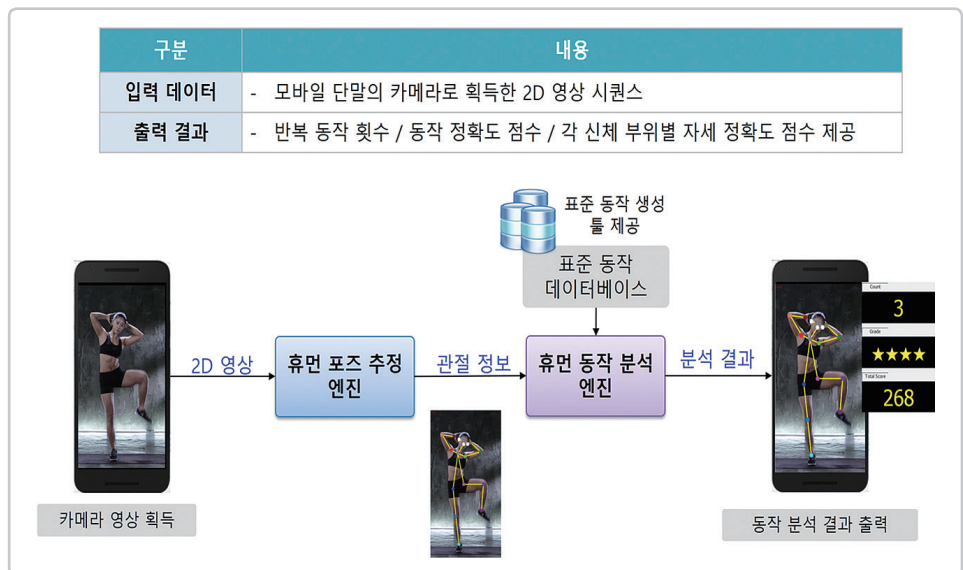 구분 내용
입력 데이터 - 모바일 단말의 카메라로 획득한 2D 영상 시퀀스
출력 결과 - 반복 동작 횟수 / 동작 정확도 점수 / 각 신체 부위별 자세 정확도 점수 제공
표준 동작 생성
툴 제공
표준 동작
데이터베이스
2D 영상
휴먼 포즈 추정
엔진
관절 정보
휴먼 동작 분석
엔진
분석 결과
Count
3
Grade
★★★★
Total Score
268
카메라 영상 획득
동작 분석 결과 출력